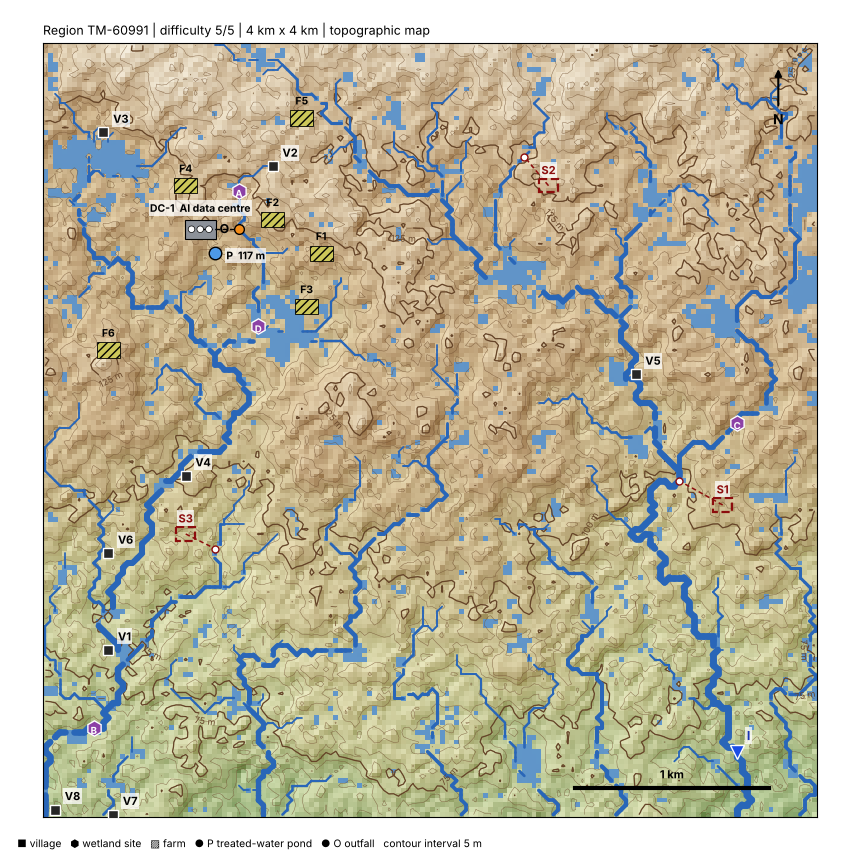 Region TM-60991 | difficulty 5/5 | 4 km x 4 km | topographic map
N
F5
V3
V2
F4
A
S2
DC-1 AI data centre
F2
O
F1
125 m
P 117 m
F3
D
F6
V5
125 m
C
V4
S1
S3
V6
V1
75 m
75 m
B
I
1 km
V8
V7
village wetland site farm P treated-water pond O outfall contour interval 5 m